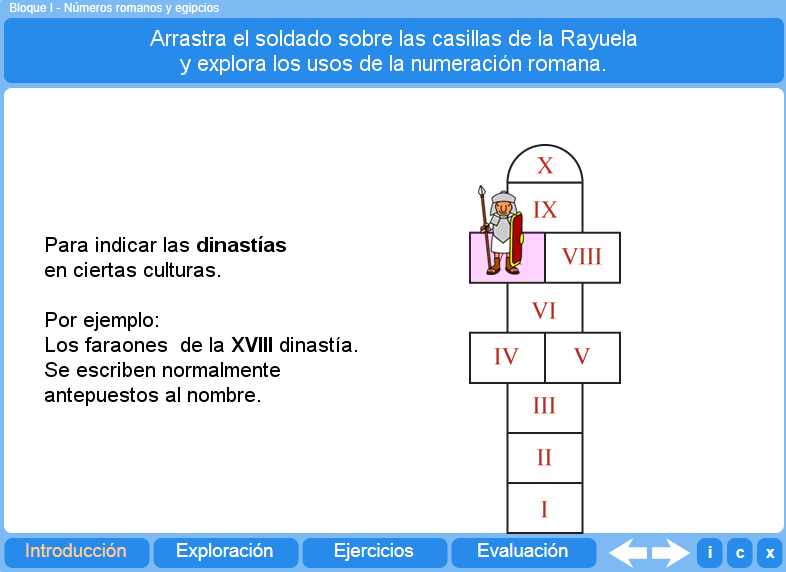 Bloque I - Números romanos y egipcios
Arrastra el soldado sobre las casillas de la Rayuela
y explora los usos de la numeración romana.
Para indicar las dinastías
en ciertas culturas.
Por ejemplo:
Los faraones de la XVIII dinastía.
Se escriben normalmente
antepuestos al nombre.
X
IX
VIII
VI
IV V
III
II
I
Introducción Exploración Ejercicios Evaluación i c x